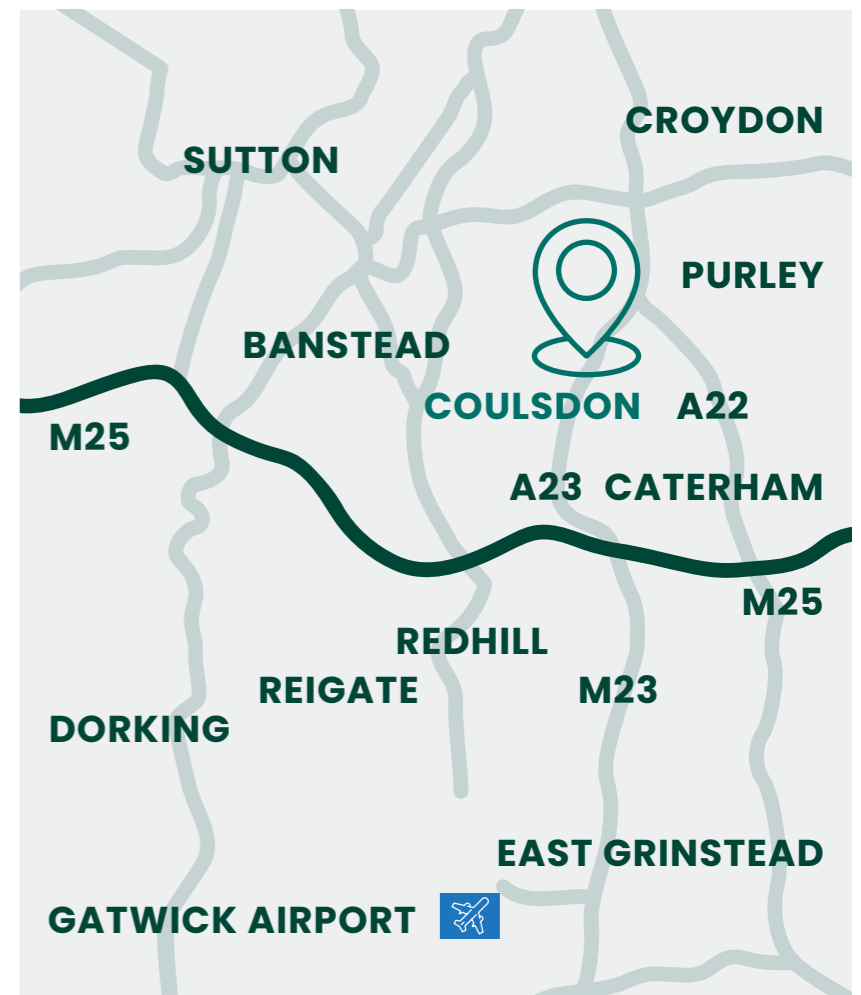 CROYDON
SUTTON
PURLEY
BANSTEAD
COULSDON
A22
M25
A23
CATERHAM
M25
REDHILL
REIGATE
M23
DORKING
EAST GRINSTEAD
GATWICK AIRPORT